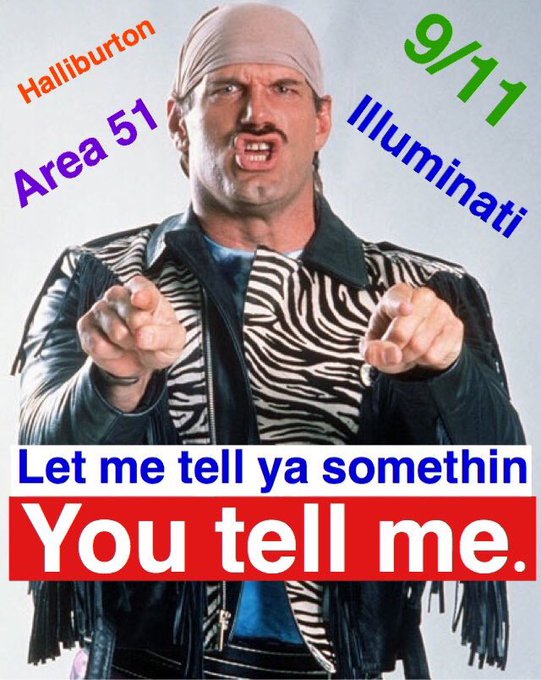 Halliburton
9/11
Area 51
Illuminati
Let me tell ya somethin
You tell me.